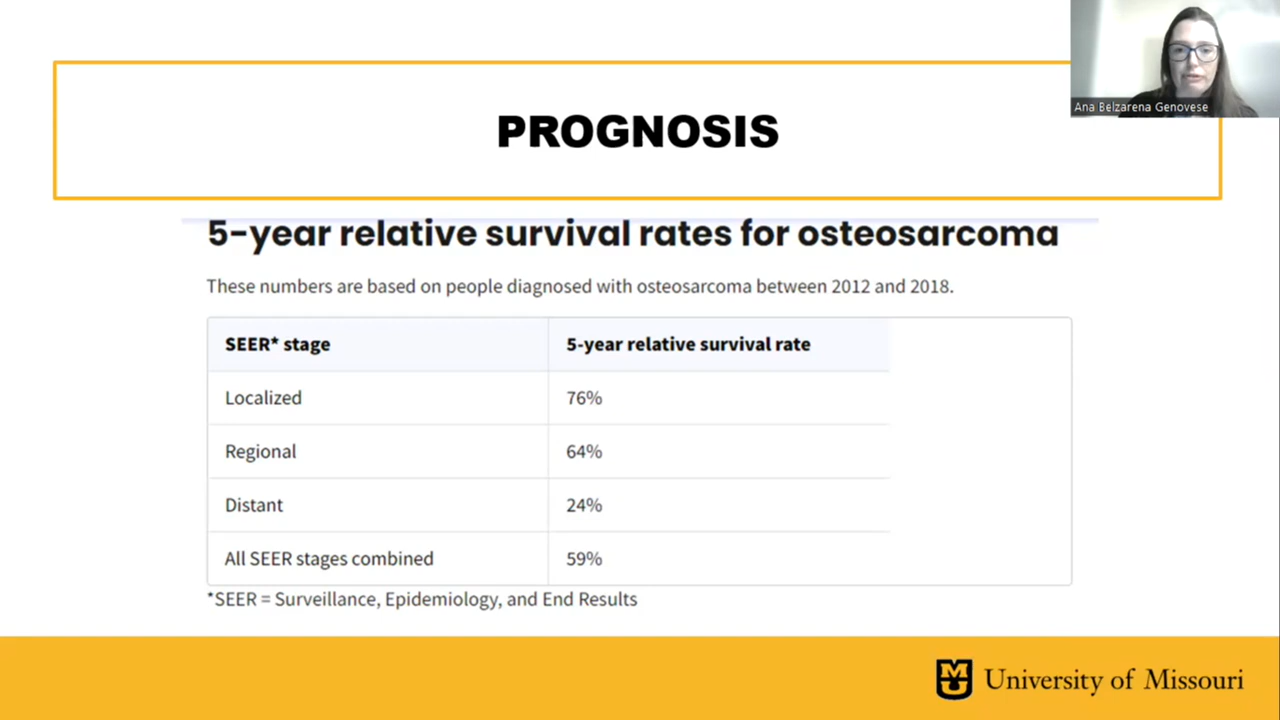 PROGNOSIS
Ana Belzarena Genovese
5-year relative survival rates for osteosarcoma
These numbers are based on people diagnosed with osteosarcoma between 2012 and 2018.
SEER* stage 5-year relative survival rate
Localized 76%
Regional 64%
Distant 24%
All SEER stages combined 59%
*SEER = Surveillance, Epidemiology, and End Results
MU University of Missouri